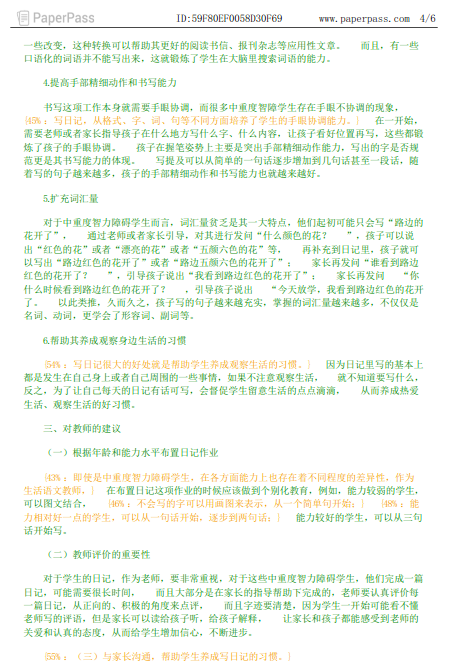 PaperPass ID:59F80EF0058D30F69 www.paperpass.com 4/6
一些改变，这种转换可以帮助其更好的阅读书信、报刊杂志等应用性文章。 而且，有一些
口语化的词语并不能写出来，这就锻炼了学生在大脑里搜索词语的能力。
4.提高手部精细动作和书写能力
书写这项工作本身就需要手眼协调，而很多中重度智障学生存在手眼不协调的现象，
[45%：写日记，从格式、字、词、句等不同方面培养了学生的手眼协调能力。] 在一开始，
需要老师或者家长指导孩子在什么地方写什么字、什么内容，让孩子看好位置再写，这些都锻
炼了孩子的手眼协调。 孩子在握笔姿势上主要是突出手部精细动作能力，写出的字是否规
范更是其书写能力的体现。 写提及可以从简单的一句话逐步增加到几句话甚至一段话，随
着写的句子越来越多，孩子的手部精细动作和书写能力也就越来越好。
5.扩充词汇量
对于中重度智力障碍学生而言，词汇量贫乏是其一大特点，他们起初可能只会写“路边的
花开了”， 通过老师或者家长引导，对其进行发问“什么颜色的花？ ”，孩子可以说
出“红色的花”或者“漂亮的花”或者“五颜六色的花”等， 再补充到日记里，孩子就可
以写出“路边红色的花开了”或者“路边五颜六色的花开了”； 家长再发问“谁看到路边
红色的花开了？ ”，引导孩子说出“我看到路边红色的花开了”； 家长再发问 “你
什么时候看到路边红色的花开了？ ，引导孩子说出 “今天放学，我看到路边红色的花开
了。 以此类推，久而久之，孩子写的句子越来越充实，掌握的词汇量越来越多，不仅仅是
名词、动词，更学会了形容词、副词等。
6.帮助其养成观察身边生活的习惯
[54%：写日记很大的好处就是帮助学生养成观察生活的习惯。] 因为日记里写的基本上
都是发生在自己身上或者自己周围的一些事情，如果不注意观察生活， 就不知道要写什么，
反之，为了让自己每天的日记有话可写，会督促学生留意生活的点点滴滴， 从而养成热爱
生活、观察生活的好习惯。
三、对教师的建议
（一）根据年龄和能力水平布置日记作业
[43%：即使是中重度智力障碍学生，在各方面能力上也存在着不同程度的差异性，作为
生活语文教师，] 在布置日记这项作业的时候应该做到个别化教育，例如，能力较弱的学生，
可以图文结合， [46%：不会写的字可以用画图来表示，从一个简单句开始；] [48%：能
力相对好一点的学生，可以从一句话开始，逐步到两句话；] 能力较好的学生，可以从三句
话开始写。
（二）教师评价的重要性
对于学生的日记，作为老师，要非常重视，对于这些中重度智力障碍学生，他们完成一篇
日记，可能需要很长时间， 而且大部分是在家长的指导帮助下完成的，老师要认真评价每
一篇日记，从正向的、积极的角度来点评， 而且字迹要清楚，因为学生一开始可能看不懂
老师写的评语，但是家长可以读给孩子听，给孩子解释， 让家长和孩子都能感受到老师的
关爱和认真的态度，从而给学生增加信心，不断进步。
[55%：（三）与家长沟通，帮助学生养成写日记的习惯。]